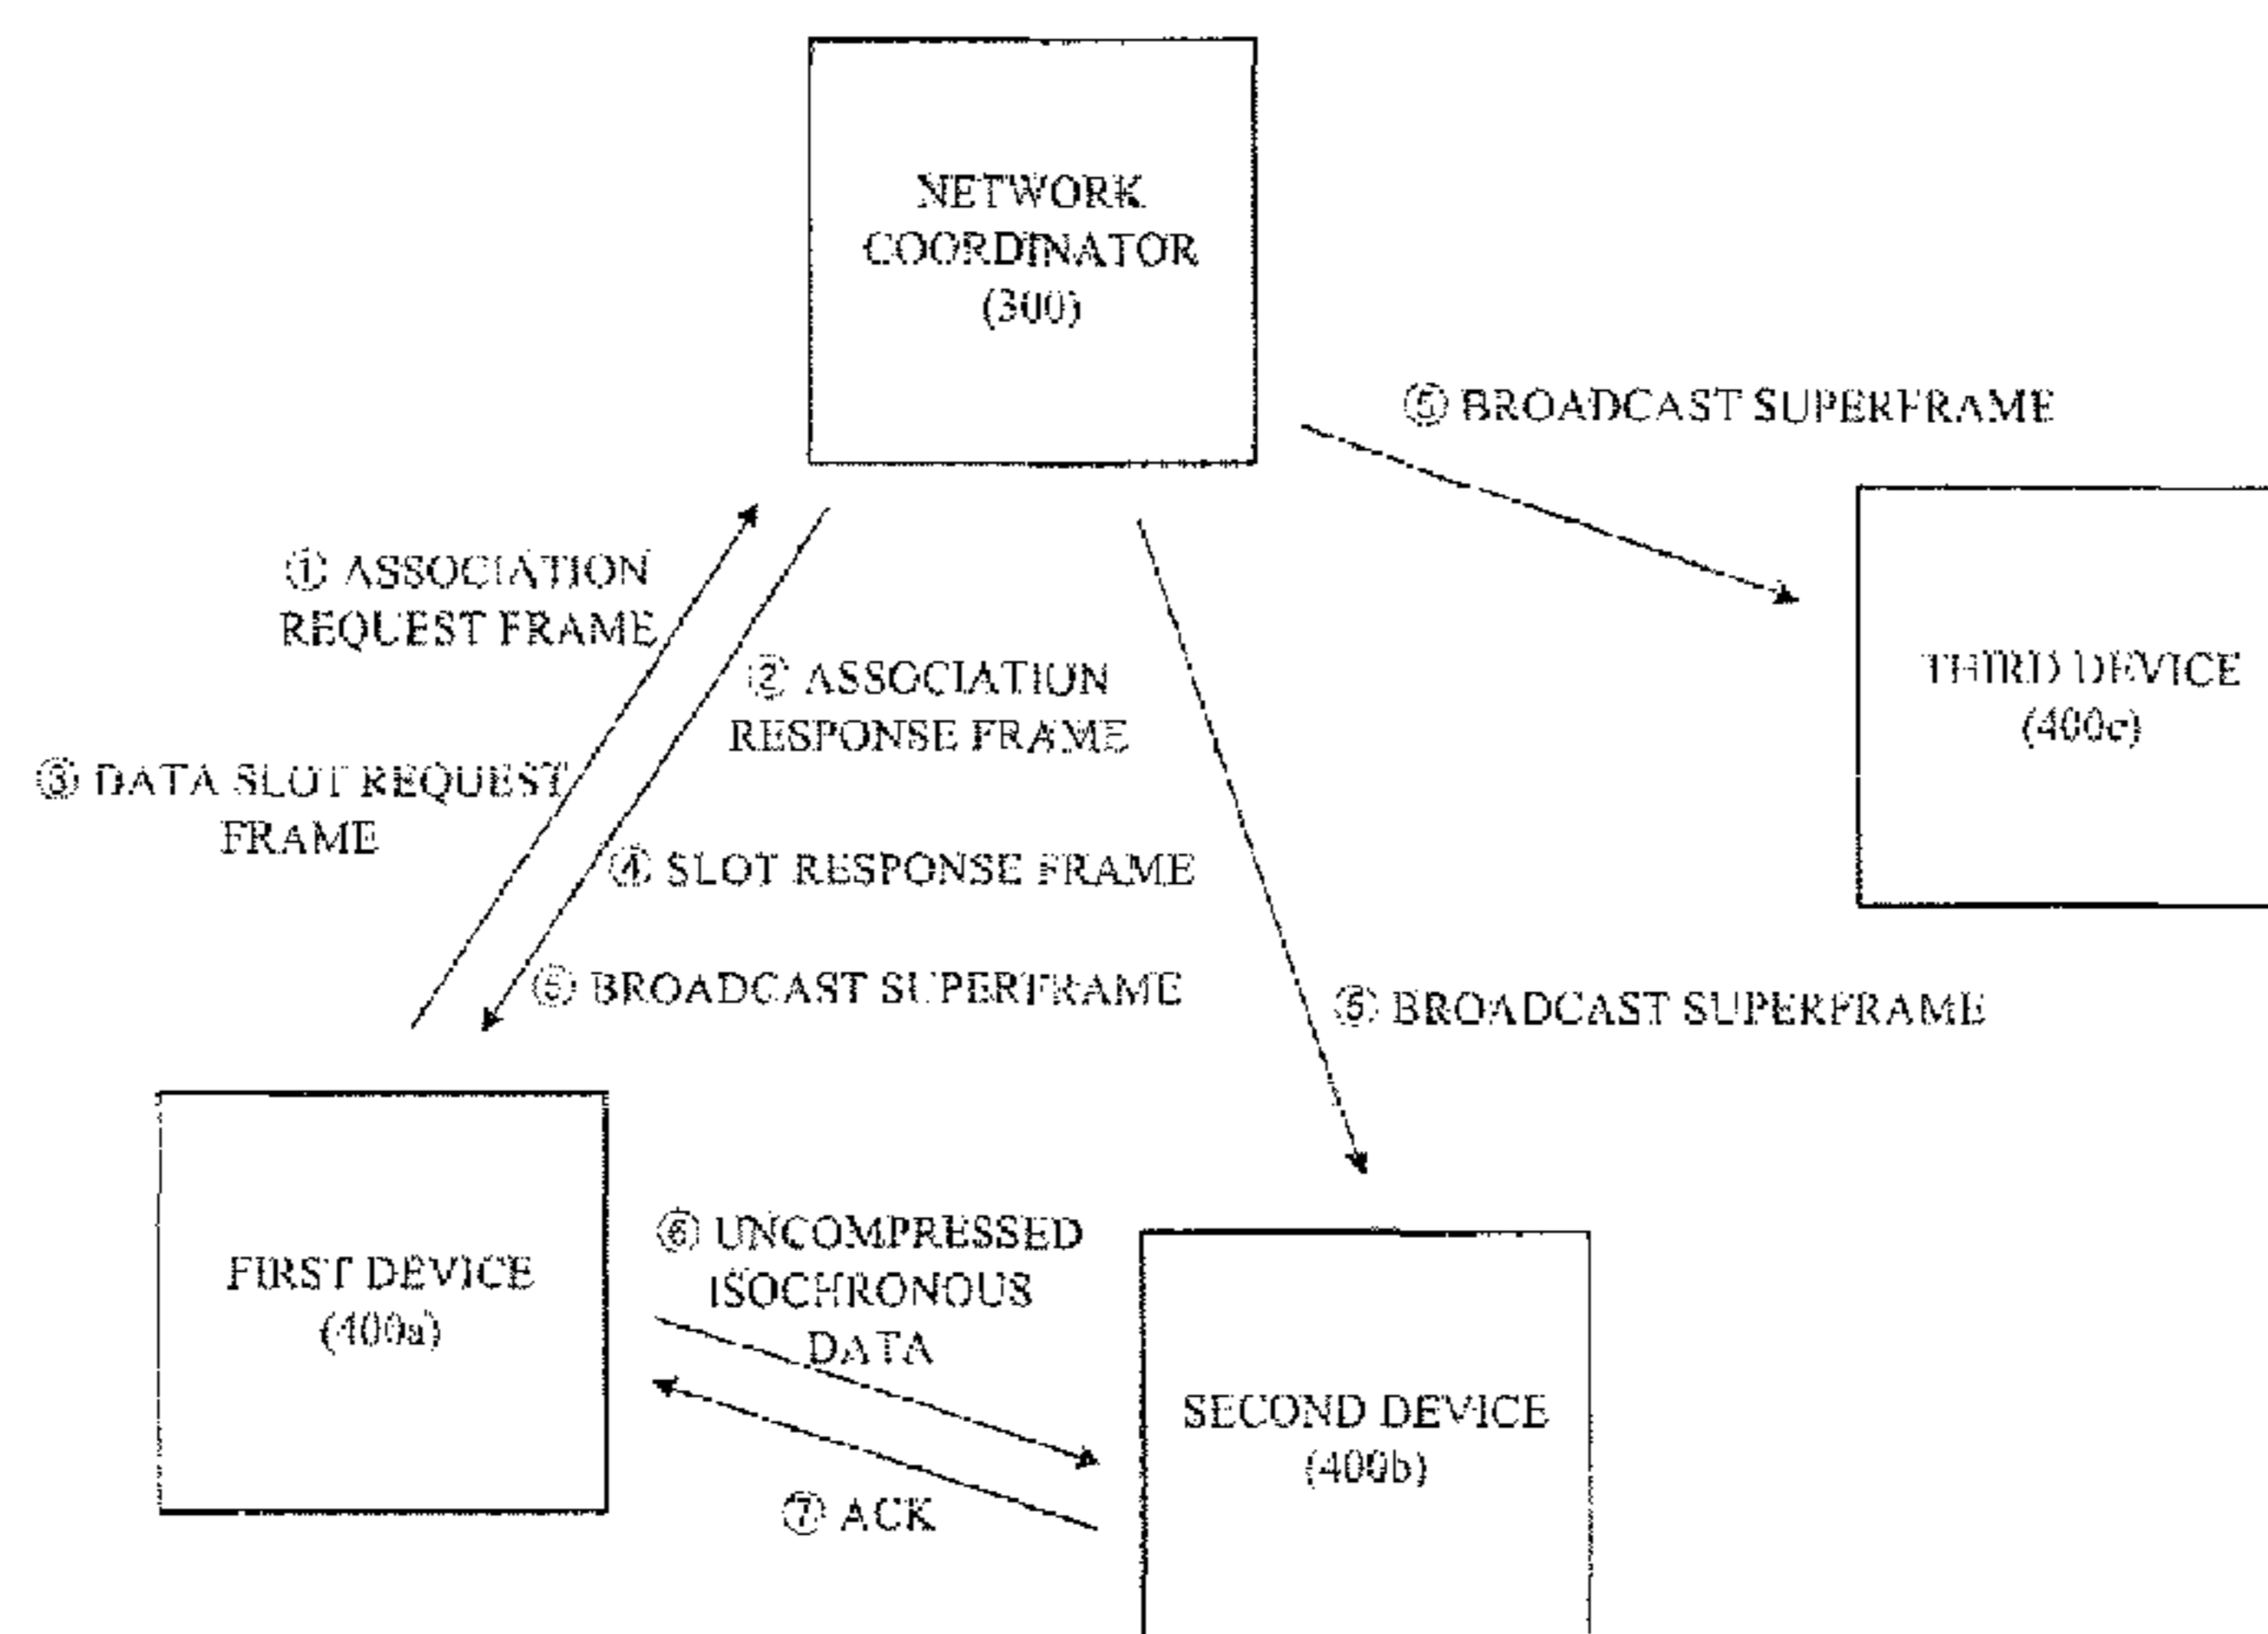 NETWORK
COORDINATOR
(300)
⑤ BROADCAST SUPERFRAME
THIRD DEVICE
(400c)
① ASSOCIATION
REQUEST FRAME
② ASSOCIATION
RESPONSE FRAME
③ DATA SLOT REQUEST
FRAME
④ SLOT RESPONSE FRAME
⑤ BROADCAST SUPERFRAME
⑤ BROADCAST SUPERFRAME
FIRST DEVICE
(400a)
⑥ UNCOMPRESSED
ISOCHRONOUS
DATA
⑦ ACK
SECOND DEVICE
(400b)